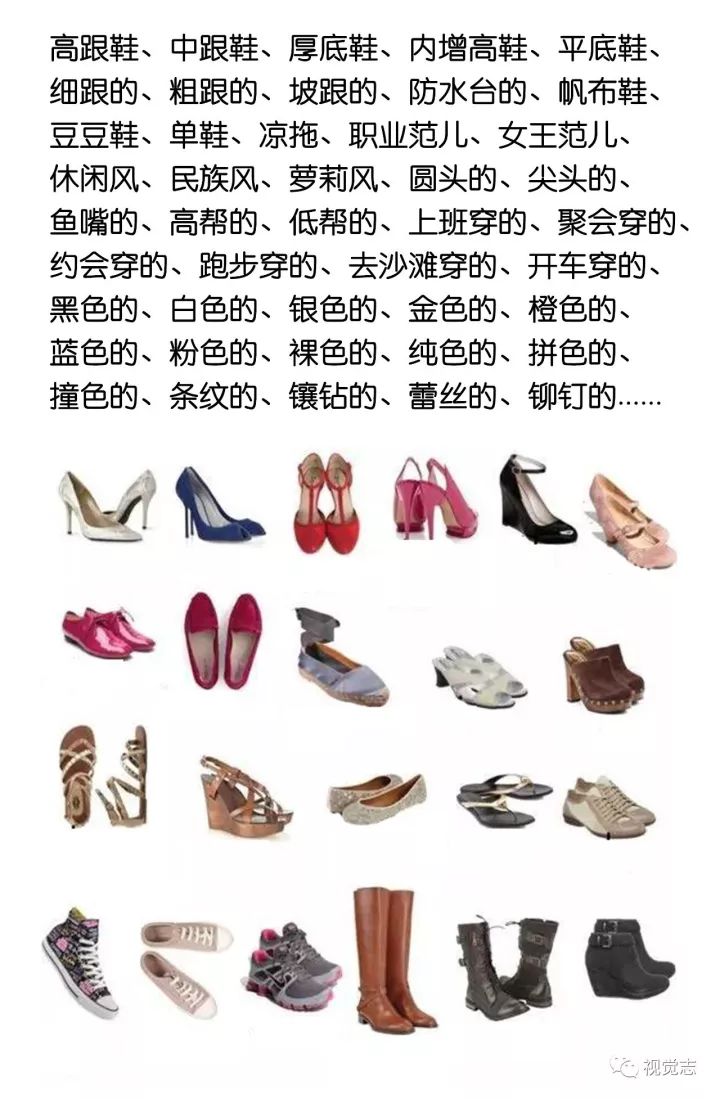 高跟鞋、中跟鞋、厚底鞋、内增高鞋、平底鞋、
细跟的、粗跟的、坡跟的、防水台的、帆布鞋、
豆豆鞋、单鞋、凉拖、职业范儿、女王范儿、
休闲风、民族风、萝莉风、圆头的、尖头的、
鱼嘴的、高帮的、低帮的、上班穿的、聚会穿的、
约会穿的、跑步穿的、去沙滩穿的、开车穿的、
黑色的、白色的、银色的、金色的、橙色的、
蓝色的、粉色的、裸色的、纯色的、拼色的、
撞色的、条纹的、镶钻的、蕾丝的、铆钉的......
视觉志